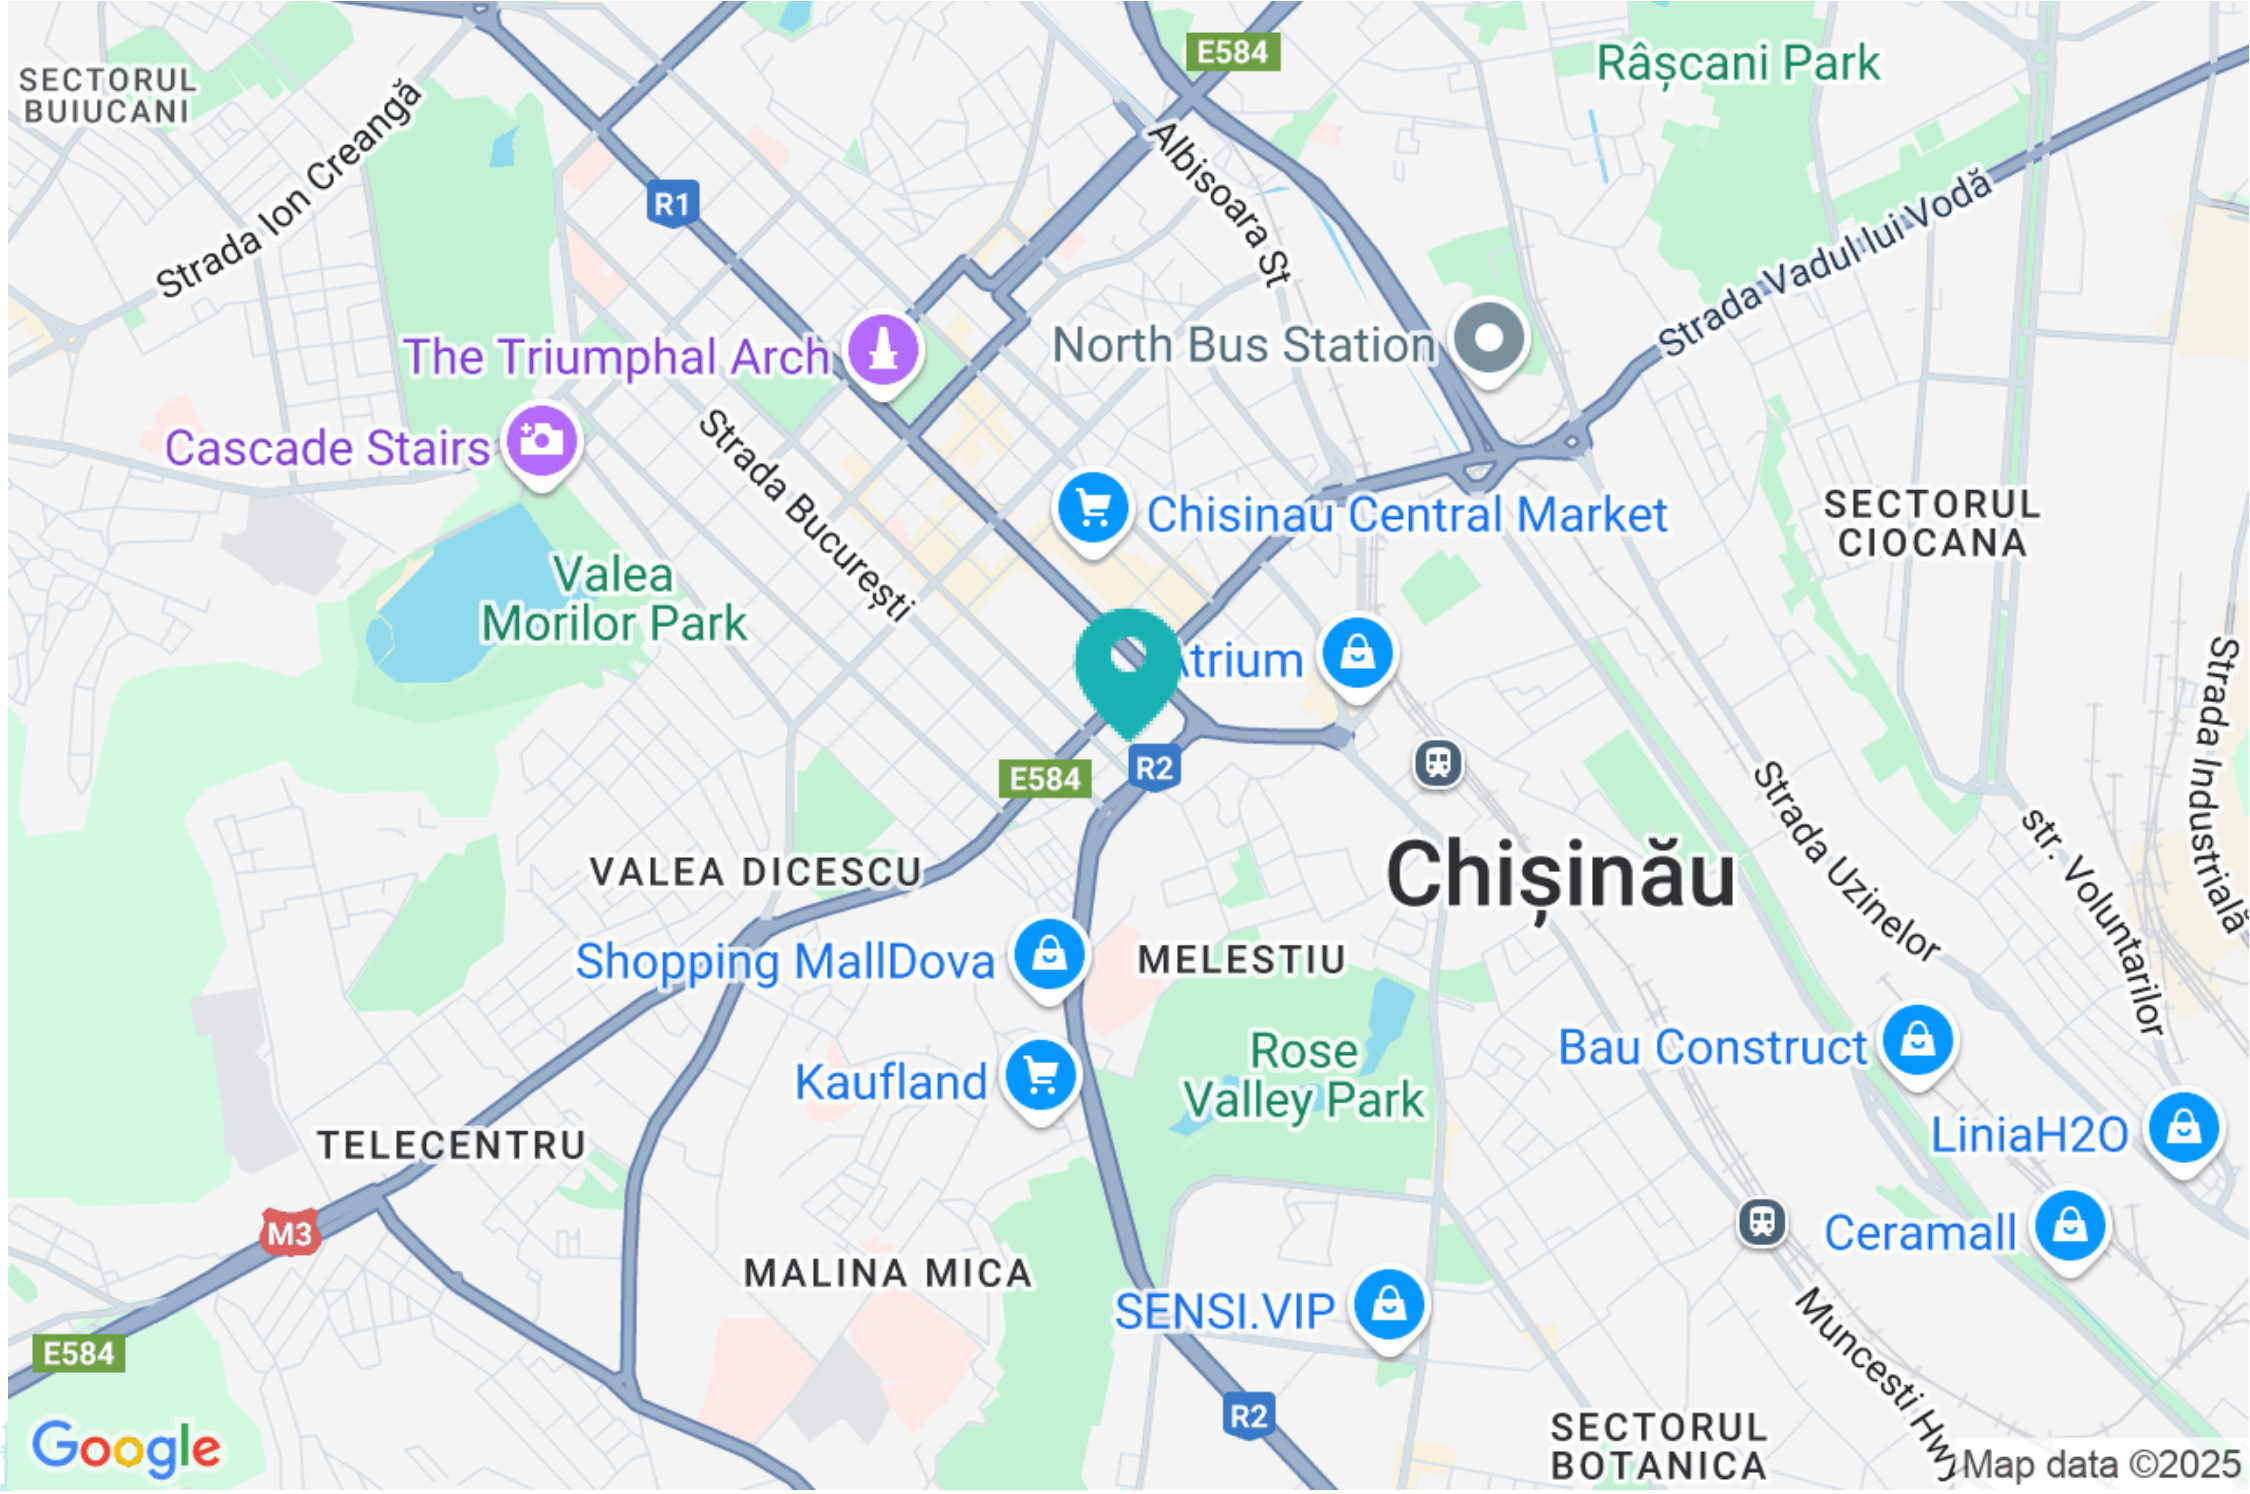 E584
Râșcani Park
SECTORUL
BUIUCANI
Strada Ion Creangă
Albisoara St
R1
Strada Vadul lui Vodă
The Triumphal Arch
North Bus Station
Cascade Stairs
Strada București
Chisinau Central Market
SECTORUL
CIOCANA
Valea
Morilor Park
Atrium
Strada Industrială
E584
R2
Strada Uzinelor
str. Voluntarilor
VALEA DICESCU
Chișinău
Shopping MallDova
MELESTIU
Rose
Valley Park
Bau Construct
Kaufland
LiniaH2O
TELECENTRU
M3
Ceramall
MALINA MICA
SENSI.VIP
Muncesti Hwy
E584
R2
SECTORUL
BOTANICA
Google
Map data ©2025